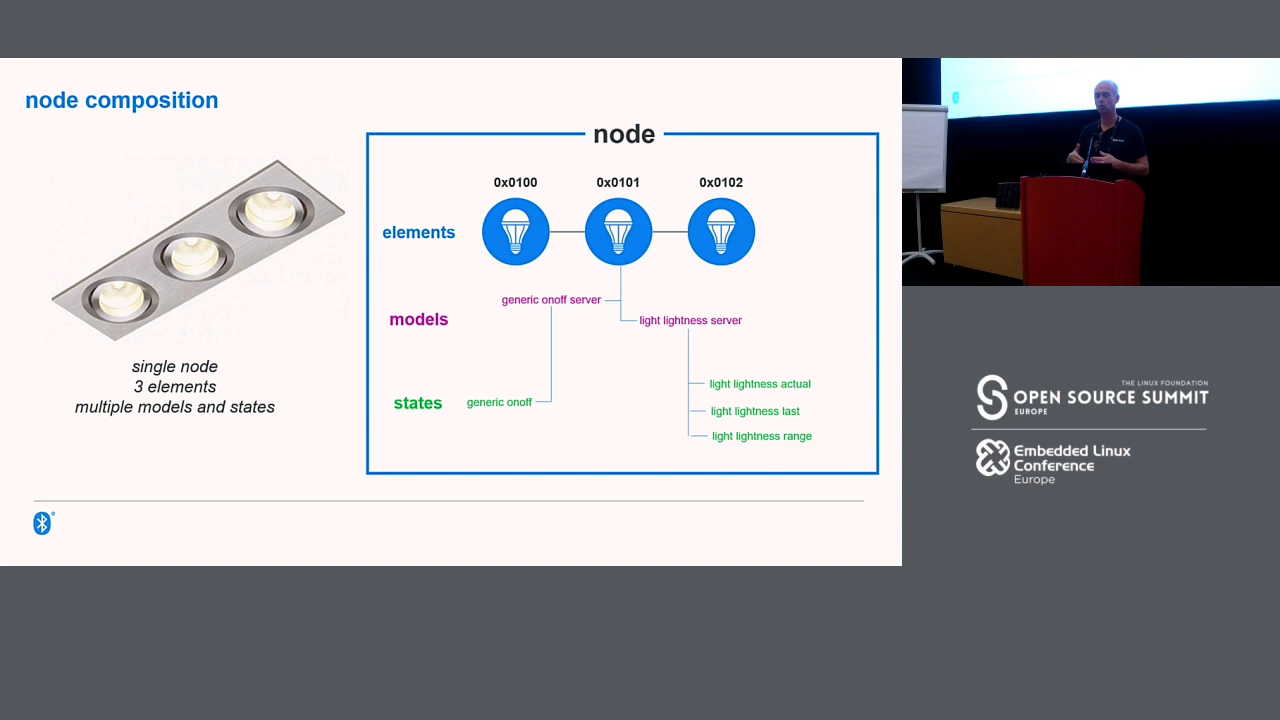 node composition
node
0x0100 0x0101 0x0102
elements
generic onoff server
models
light lightness server
light lightness actual
states
generic onoff
light lightness last
light lightness range
single node
3 elements
multiple models and states
THE LINUX FOUNDATION
OPEN SOURCE SUMMIT
EUROPE
Embedded Linux
Conference
Europe